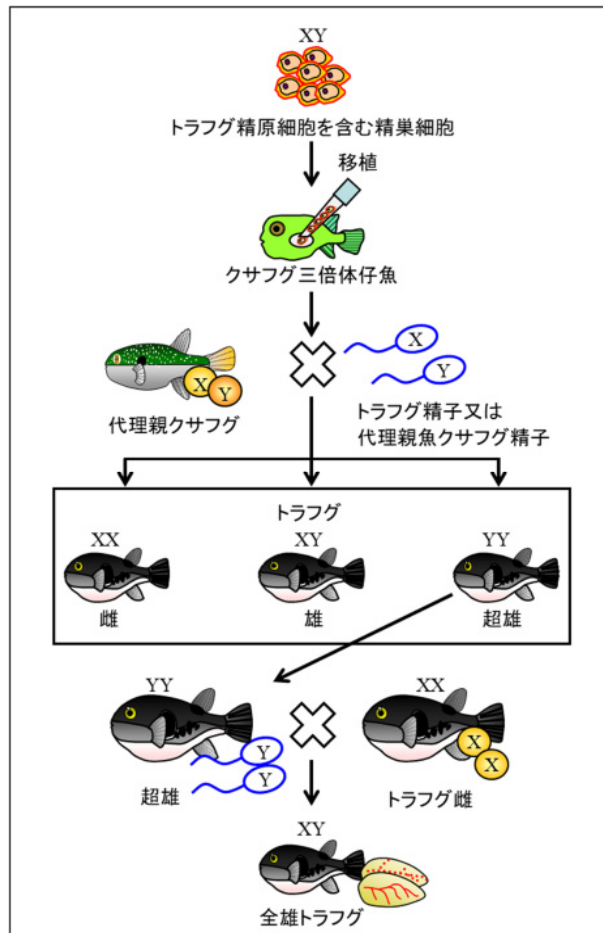 XY
トラフグ精原細胞を含む精巣細胞
移植
クサフグ三倍体仔魚
X
Y
X Y
代理親クサフグ
トラフグ精子又は
代理親魚クサフグ精子
トラフグ
XX
XY
YY
雌
雄
超雄
YY
XX
Y
Y
X
X
超雄
トラフグ雌
XY
全雄トラフグ